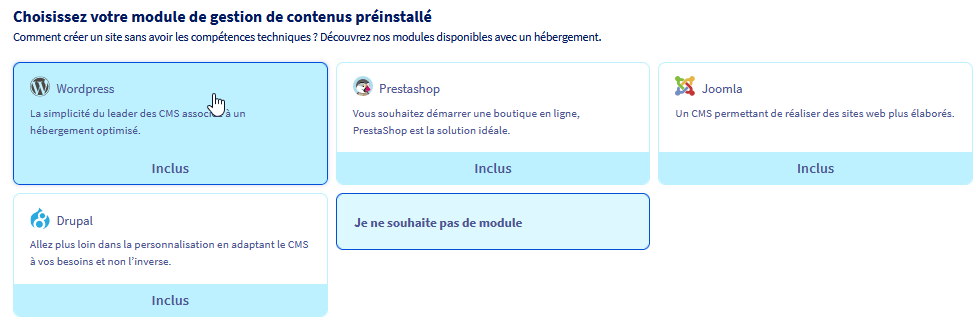 Choisissez votre module de gestion de contenus préinstallé
Comment créer un site sans avoir les compétences techniques ? Découvrez nos modules disponibles avec un hébergement.
Wordpress
La simplicité du leader des CMS associée à un
hébergement optimisé.
Inclus
Prestashop
Vous souhaitez démarrer une boutique en ligne,
PrestaShop est la solution idéale.
Inclus
Joomla
Un CMS permettant de réaliser des sites web plus élaborés.
Inclus
Drupal
Allez plus loin dans la personnalisation en adaptant le CMS
à vos besoins et non l'inverse.
Inclus
Je ne souhaite pas de module